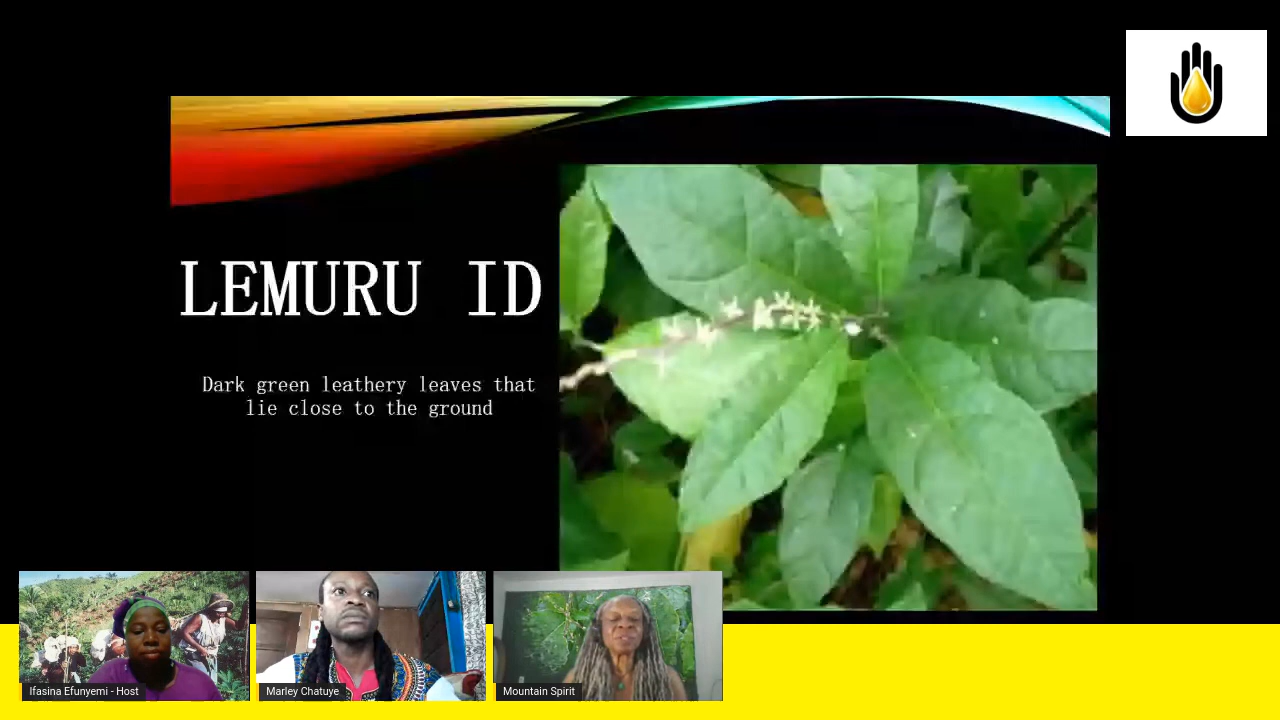 LEMURU ID
Dark green leathery leaves that
lie close to the ground
Ifasina Efunyemi - Host
Marley Chatuye
Mountain Spirit